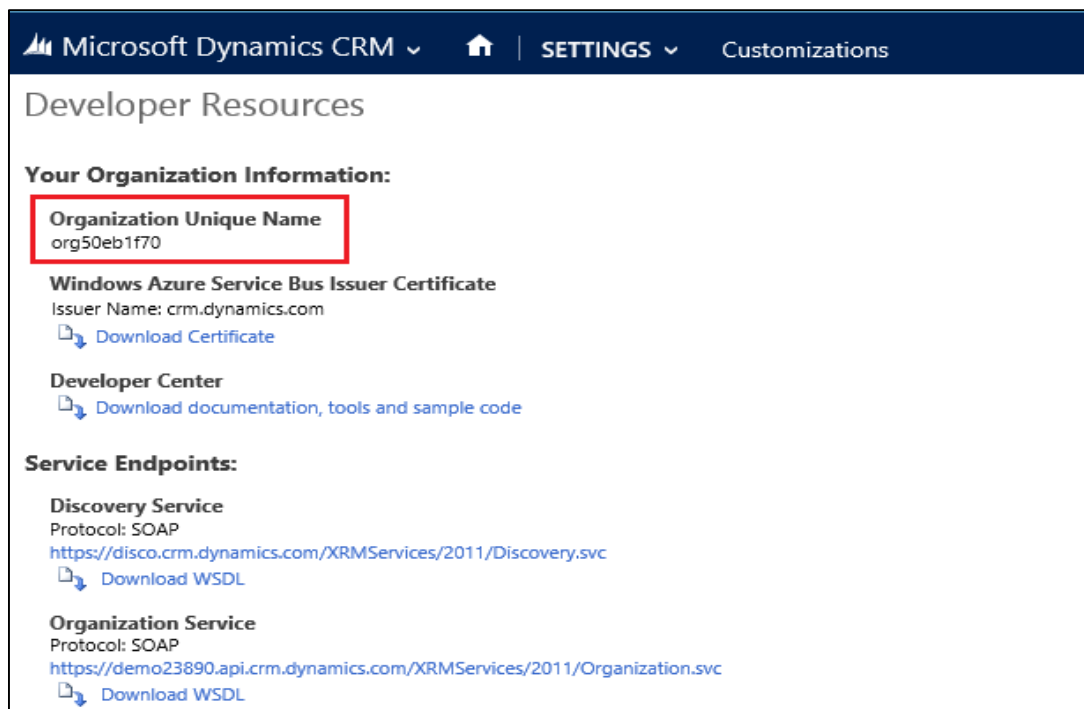 Microsoft Dynamics CRM SETTINGS Customizations
Developer Resources
Your Organization Information:
Organization Unique Name
org50eb1f70
Windows Azure Service Bus Issuer Certificate
Issuer Name: crm.dynamics.com
Download Certificate
Developer Center
Download documentation, tools and sample code
Service Endpoints:
Discovery Service
Protocol: SOAP
https://disco.crm.dynamics.com/XRMServices/2011/Discovery.svc
Download WSDL
Organization Service
Protocol: SOAP
https://demo23890.api.crm.dynamics.com/XRMServices/2011/Organization.svc
Download WSDL